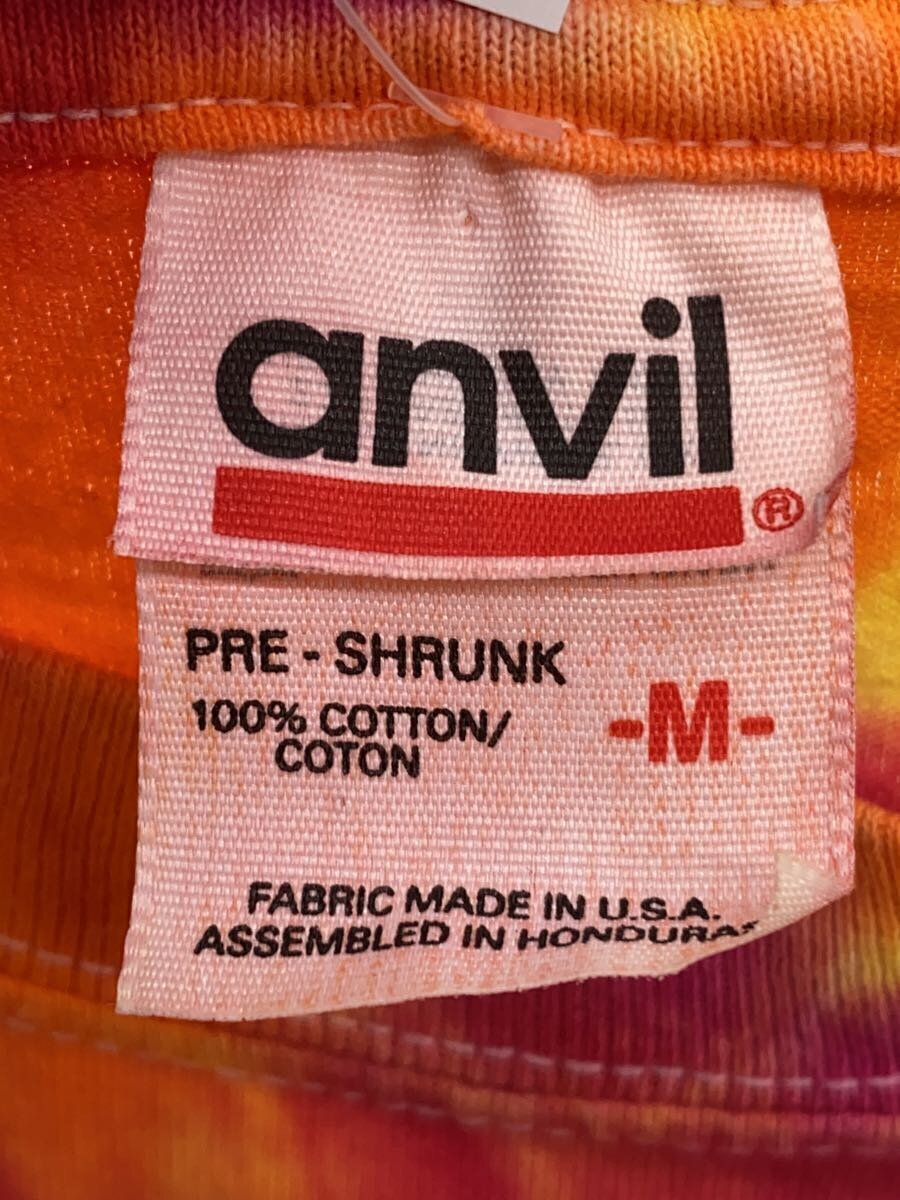 anvil
®
PRE - SHRUNK
100% COTTON/
COTON
-M-
FABRIC MADE IN U.S.A.
ASSEMBLED IN HONDURAS